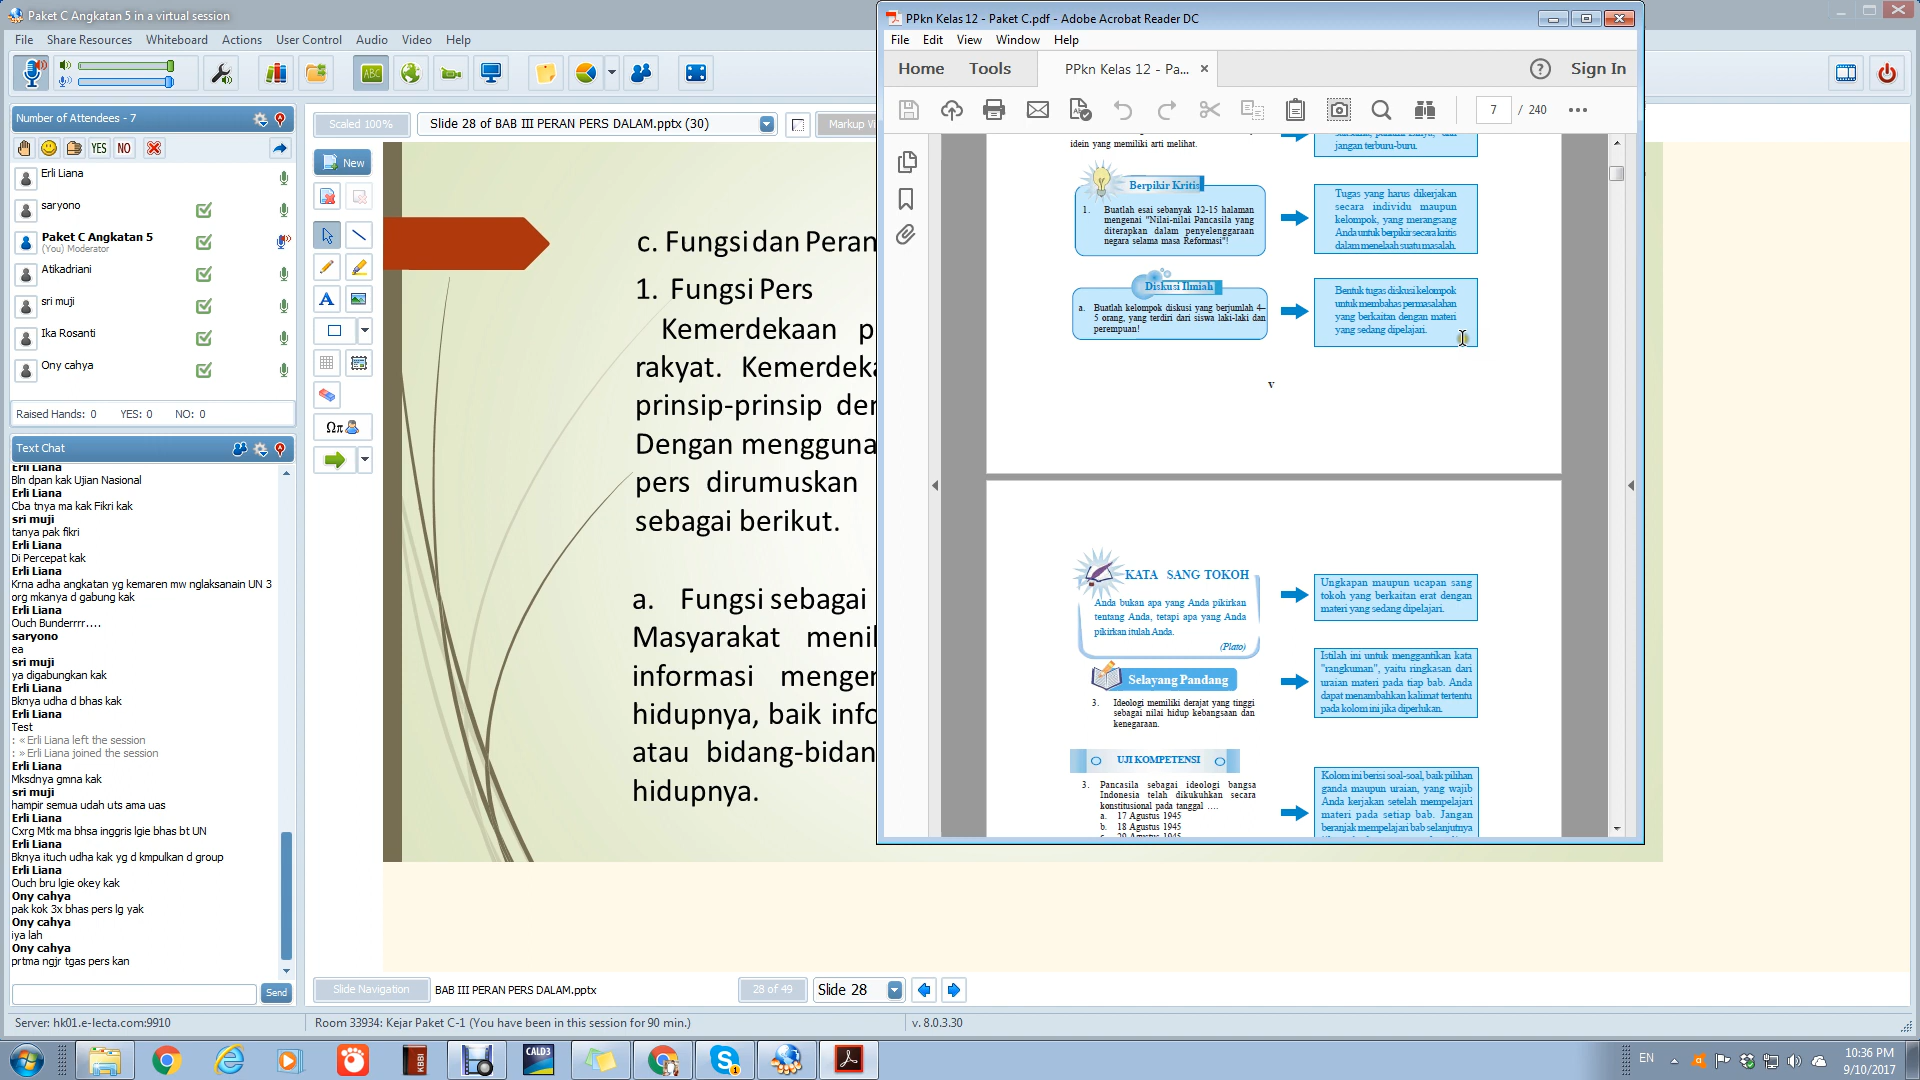 Paket C Angkatan 5 in a virtual session
File Share Resources Whiteboard Actions User Control Audio Video Help
Number of Attendees - 7
YES NO
Erli Liana
saryono
Paket C Angkatan 5
(You) Moderator
Atikadriani
sri muji
Ika Rosanti
Ony cahya
Raised Hands: 0 YES: 0 NO: 0
Text Chat
Erli Liana
Bln dpan kak Ujian Nasional
Erli Liana
Cba tnya ma kak Fikri kak
sri muji
tanya pak fikri
Erli Liana
Di Percepat kak
Erli Liana
Krna adha angkatan yg kemaren mw nglaksanain UN 3
org mkanya d gabung kak
Erli Liana
Ouch Bunderrrr....
saryono
ea
sri muji
ya digabungkan kak
Erli Liana
Bknya udha d bhas kak
Erli Liana
Test
: « Erli Liana left the session
: » Erli Liana joined the session
Erli Liana
Mksdnya gmna kak
sri muji
hampir semua udah uts ama uas
Erli Liana
Cxrg Mtk ma bhsa inggris lgie bhas bt UN
Erli Liana
Bknya ituch udha kak yg d kmpulkan d group
Erli Liana
Ouch bru lgie okey kak
Ony cahya
pak kok 3x bhas pers lg yak
Ony cahya
iya lah
Ony cahya
prtma ngjr tgas pers kan
Send
Scaled 100%
Slide 28 of BAB III PERAN PERS DALAM.pptx (30)
Markup Vi
New
ABC
A
Ωπ
c. Fungsi dan Peran
1. Fungsi Pers
Kemerdekaan p
rakyat. Kemerdeka
prinsip-prinsip der
Dengan mengguna
pers dirumuskan
sebagai berikut.
a. Fungsi sebagai
Masyarakat menil
informasi menger
hidupnya, baik info
atau bidang-bidan
hidupnya.
Slide Navigation
BAB III PERAN PERS DALAM.pptx
28 of 49
Slide 28
Server: hk01.e-lecta.com:9910
Room 33934: Kejar Paket C-1 (You have been in this session for 90 min.)
v. 8.0.3.30
PPkn Kelas 12 - Paket C.pdf - Adobe Acrobat Reader DC
File Edit View Window Help
Home Tools
PPkn Kelas 12 - Pa... ×
Sign In
7 / 240
idein yang memiliki arti melihat.
jangan terburu-buru.
Berpikir Kritis
1. Buatlah esai sebanyak 12-15 halaman
mengenai "Nilai-nilai Pancasila yang
diterapkan dalam penyelenggaraan
negara selama masa Reformasi"!
Tugas yang harus dikerjakan
secara individu maupun
kelompok, yang merangsang
Anda untuk berpikir secara kritis
dalam menelaah suatu masalah.
Diskusi Ilmiah
a. Buatlah kelompok diskusi yang berjumlah 4–
5 orang, yang terdiri dari siswa laki-laki dan
perempuan!
Bentuk tugas diskusi kelompok
untuk membahas permasalahan
yang berkaitan dengan materi
yang sedang dipelajari.
v
KATA SANG TOKOH
Anda bukan apa yang Anda pikirkan
tentang Anda, tetapi apa yang Anda
pikirkan itulah Anda.
(Plato)
Ungkapan maupun ucapan sang
tokoh yang berkaitan erat dengan
materi yang sedang dipelajari.
Selayang Pandang
3. Ideologi memiliki derajat yang tinggi
sebagai nilai hidup kebangsaan dan
kenegaraan.
Istilah ini untuk menggantikan kata
"rangkuman", yaitu ringkasan dari
uraian materi pada tiap bab. Anda
dapat menambahkan kalimat tertentu
pada kolom ini jika diperlukan.
UJI KOMPETENSI
3. Pancasila sebagai ideologi bangsa
Indonesia telah dikukuhkan secara
konstitusional pada tanggal ....
a. 17 Agustus 1945
b. 18 Agustus 1945
Kolom ini berisi soal-soal, baik pilihan
ganda maupun uraian, yang wajib
Anda kerjakan setelah mempelajari
materi pada setiap bab. Jangan
beranjak mempelajari bab selanjutnya
KBBI
CALD3
EN
10:36 PM
9/10/2017